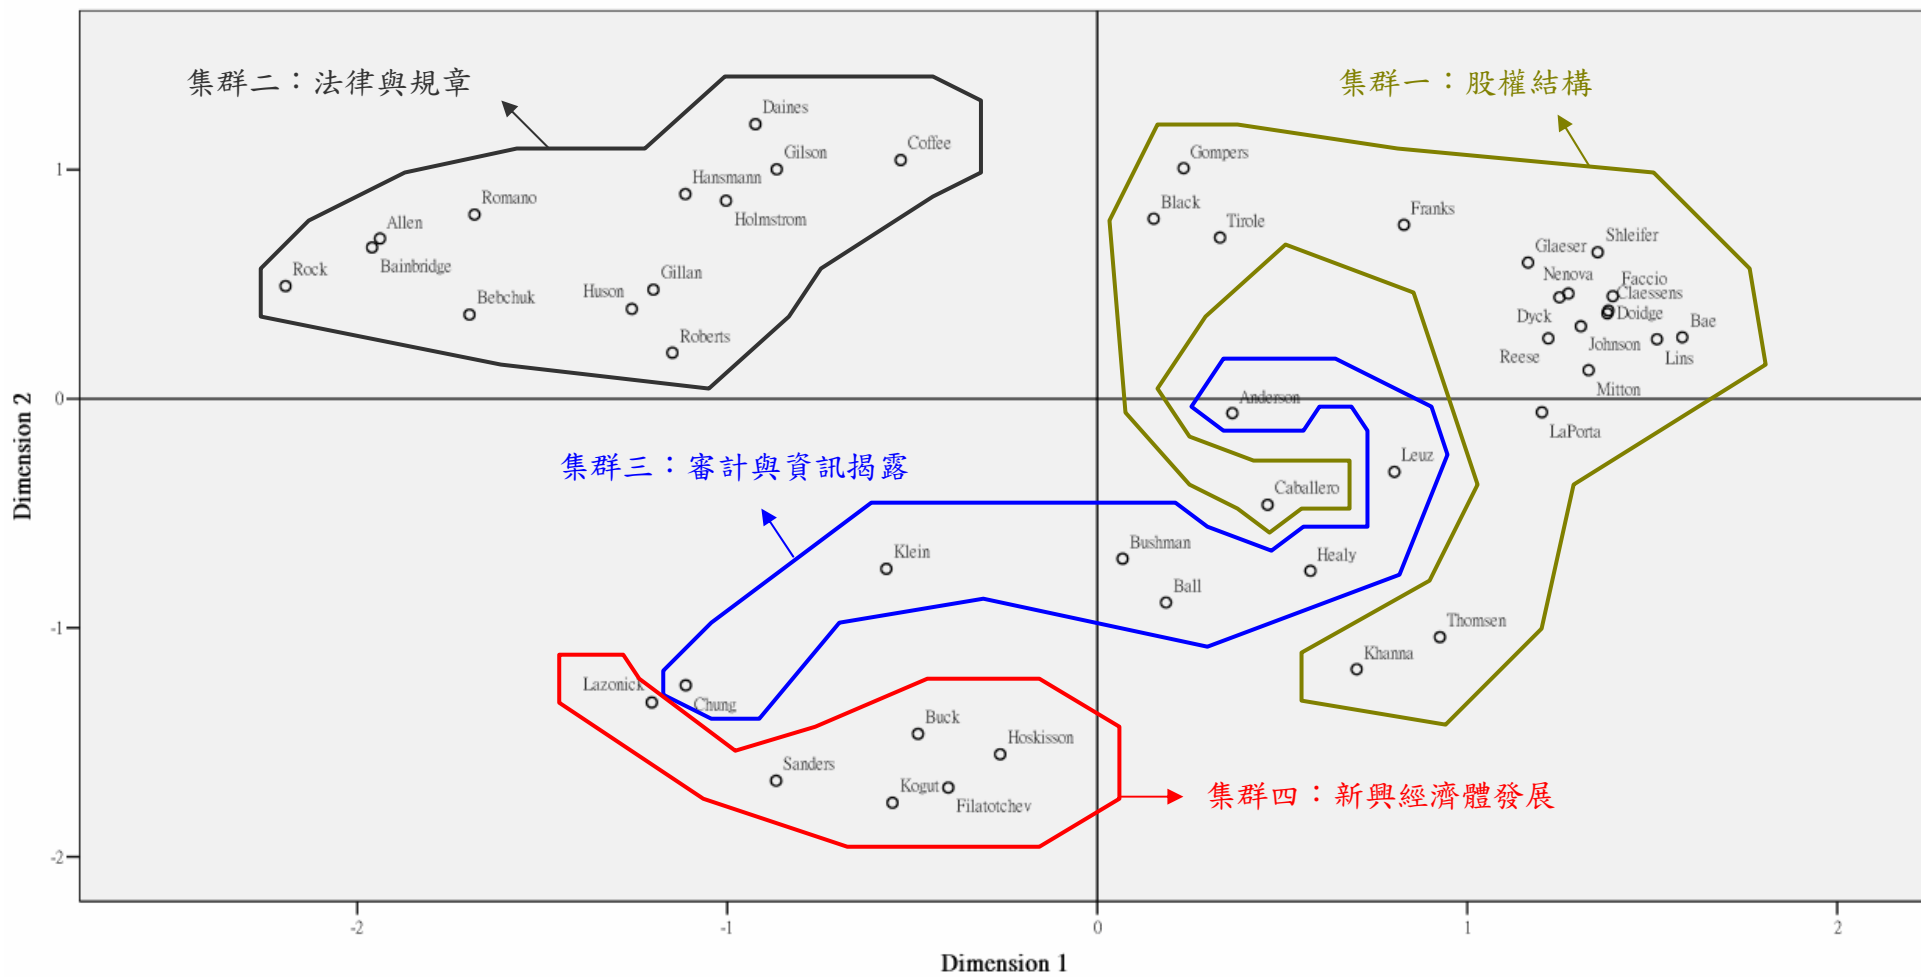 集群二：法律與規章
集群一：股權結構
Daines
Gilson
Coffee
Hansmann
Holmstrom
Romano
Allen
Bainbridge
Rock
Bebchuk
Huson
Gillan
Roberts
Gompers
Black
Tirole
Franks
Shleifer
Glaeser
Nenova
Faccio
Claessens
Dyck
Doidge
Bae
Reese
Johnson
Lins
Mitton
LaPorta
Anderson
Leuz
Caballero
集群三：審計與資訊揭露
Klein
Bushman
Healy
Ball
Thomsen
Khanna
Lazonick
Chung
Buck
Hoskisson
Sanders
Kogut
Filatotchev
集群四：新興經濟體發展
1
0
-1
-2
Dimension 2
-2
-1
0
1
2
Dimension 1